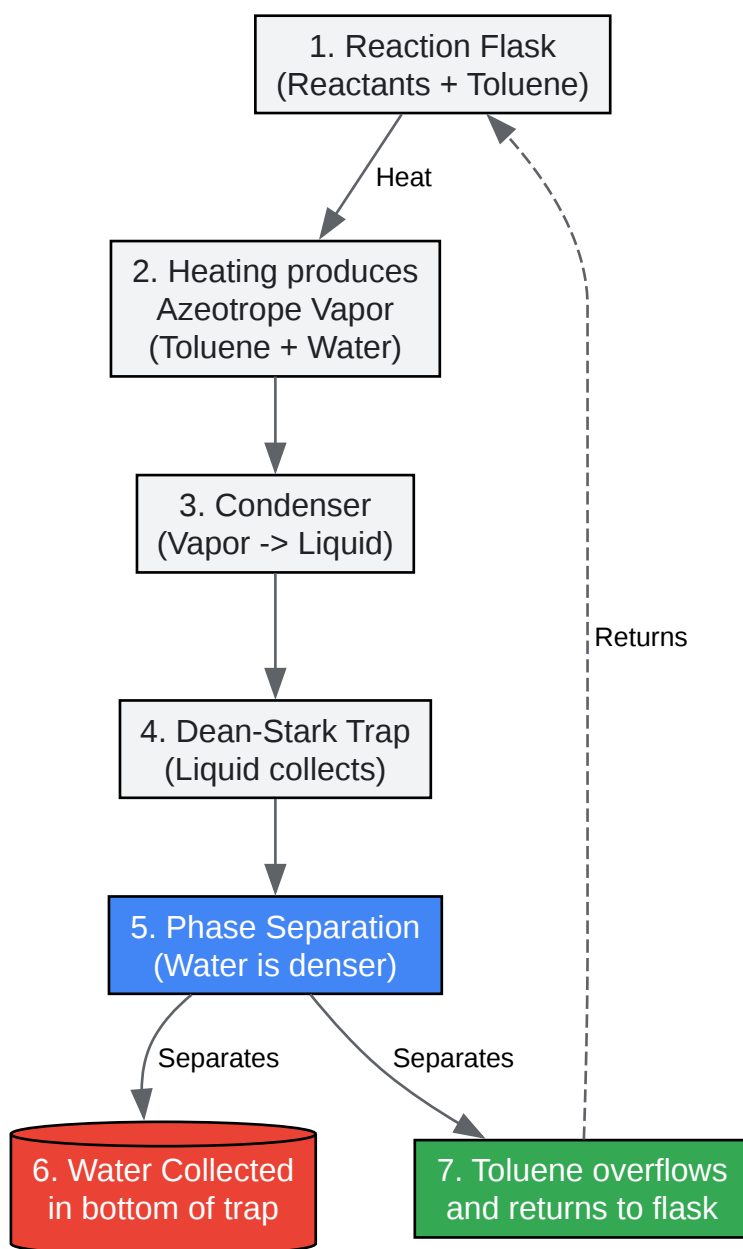 1. Reaction Flask
(Reactants + Toluene)
Heat
2. Heating produces
Azeotrope Vapor
(Toluene + Water)
3. Condenser
(Vapor -> Liquid)
Returns
4. Dean-Stark Trap
(Liquid collects)
5. Phase Separation
(Water is denser)
Separates
Separates
6. Water Collected
in bottom of trap
7. Toluene overflows
and returns to flask